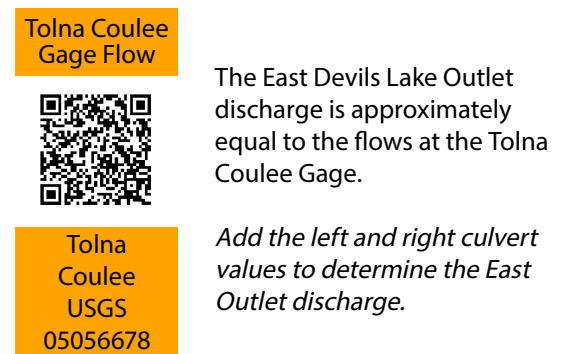 Tolna Coulee
Gage Flow
The East Devils Lake Outlet
discharge is approximately
equal to the flows at the Tolna
Coulee Gage.
Tolna
Coulee
USGS
05056678
Add the left and right culvert
values to determine the East
Outlet discharge.